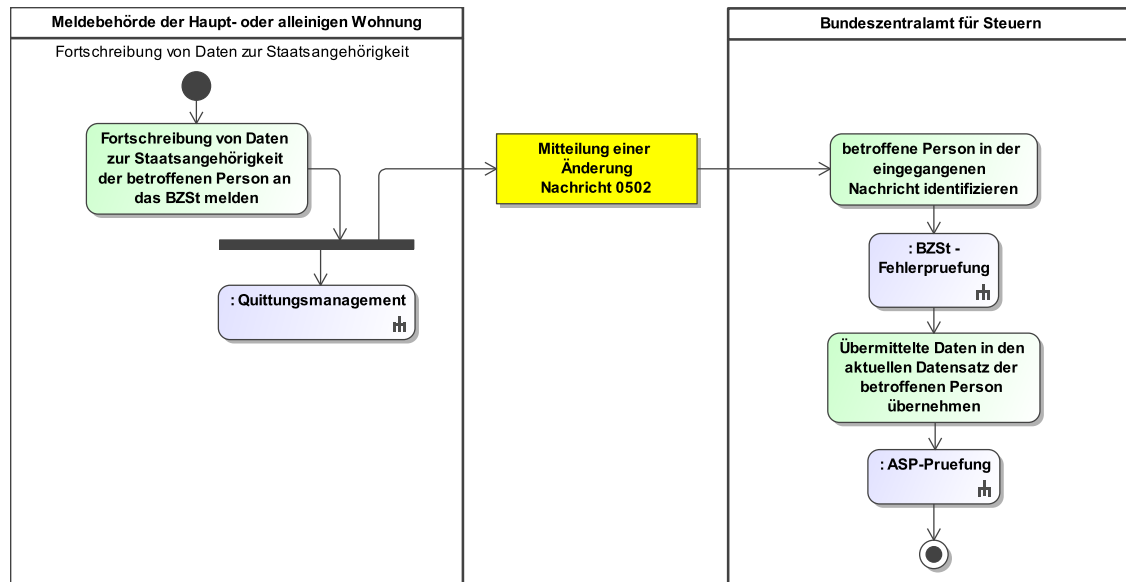 Meldebehörde der Haupt- oder alleinigen Wohnung
Fortschreibung von Daten zur Staatsangehörigkeit
Fortschreibung von Daten
zur Staatsangehörigkeit
der betroffenen Person an
das BZSt melden
: Quittungsmanagement
Mitteilung einer
Änderung
Nachricht 0502
Bundeszentralamt für Steuern
betroffene Person in der
eingegangenen
Nachricht identifizieren
: BZSt -
Fehlerpruefung
Übermittelte Daten in den
aktuellen Datensatz der
betroffenen Person
übernehmen
: ASP-Pruefung